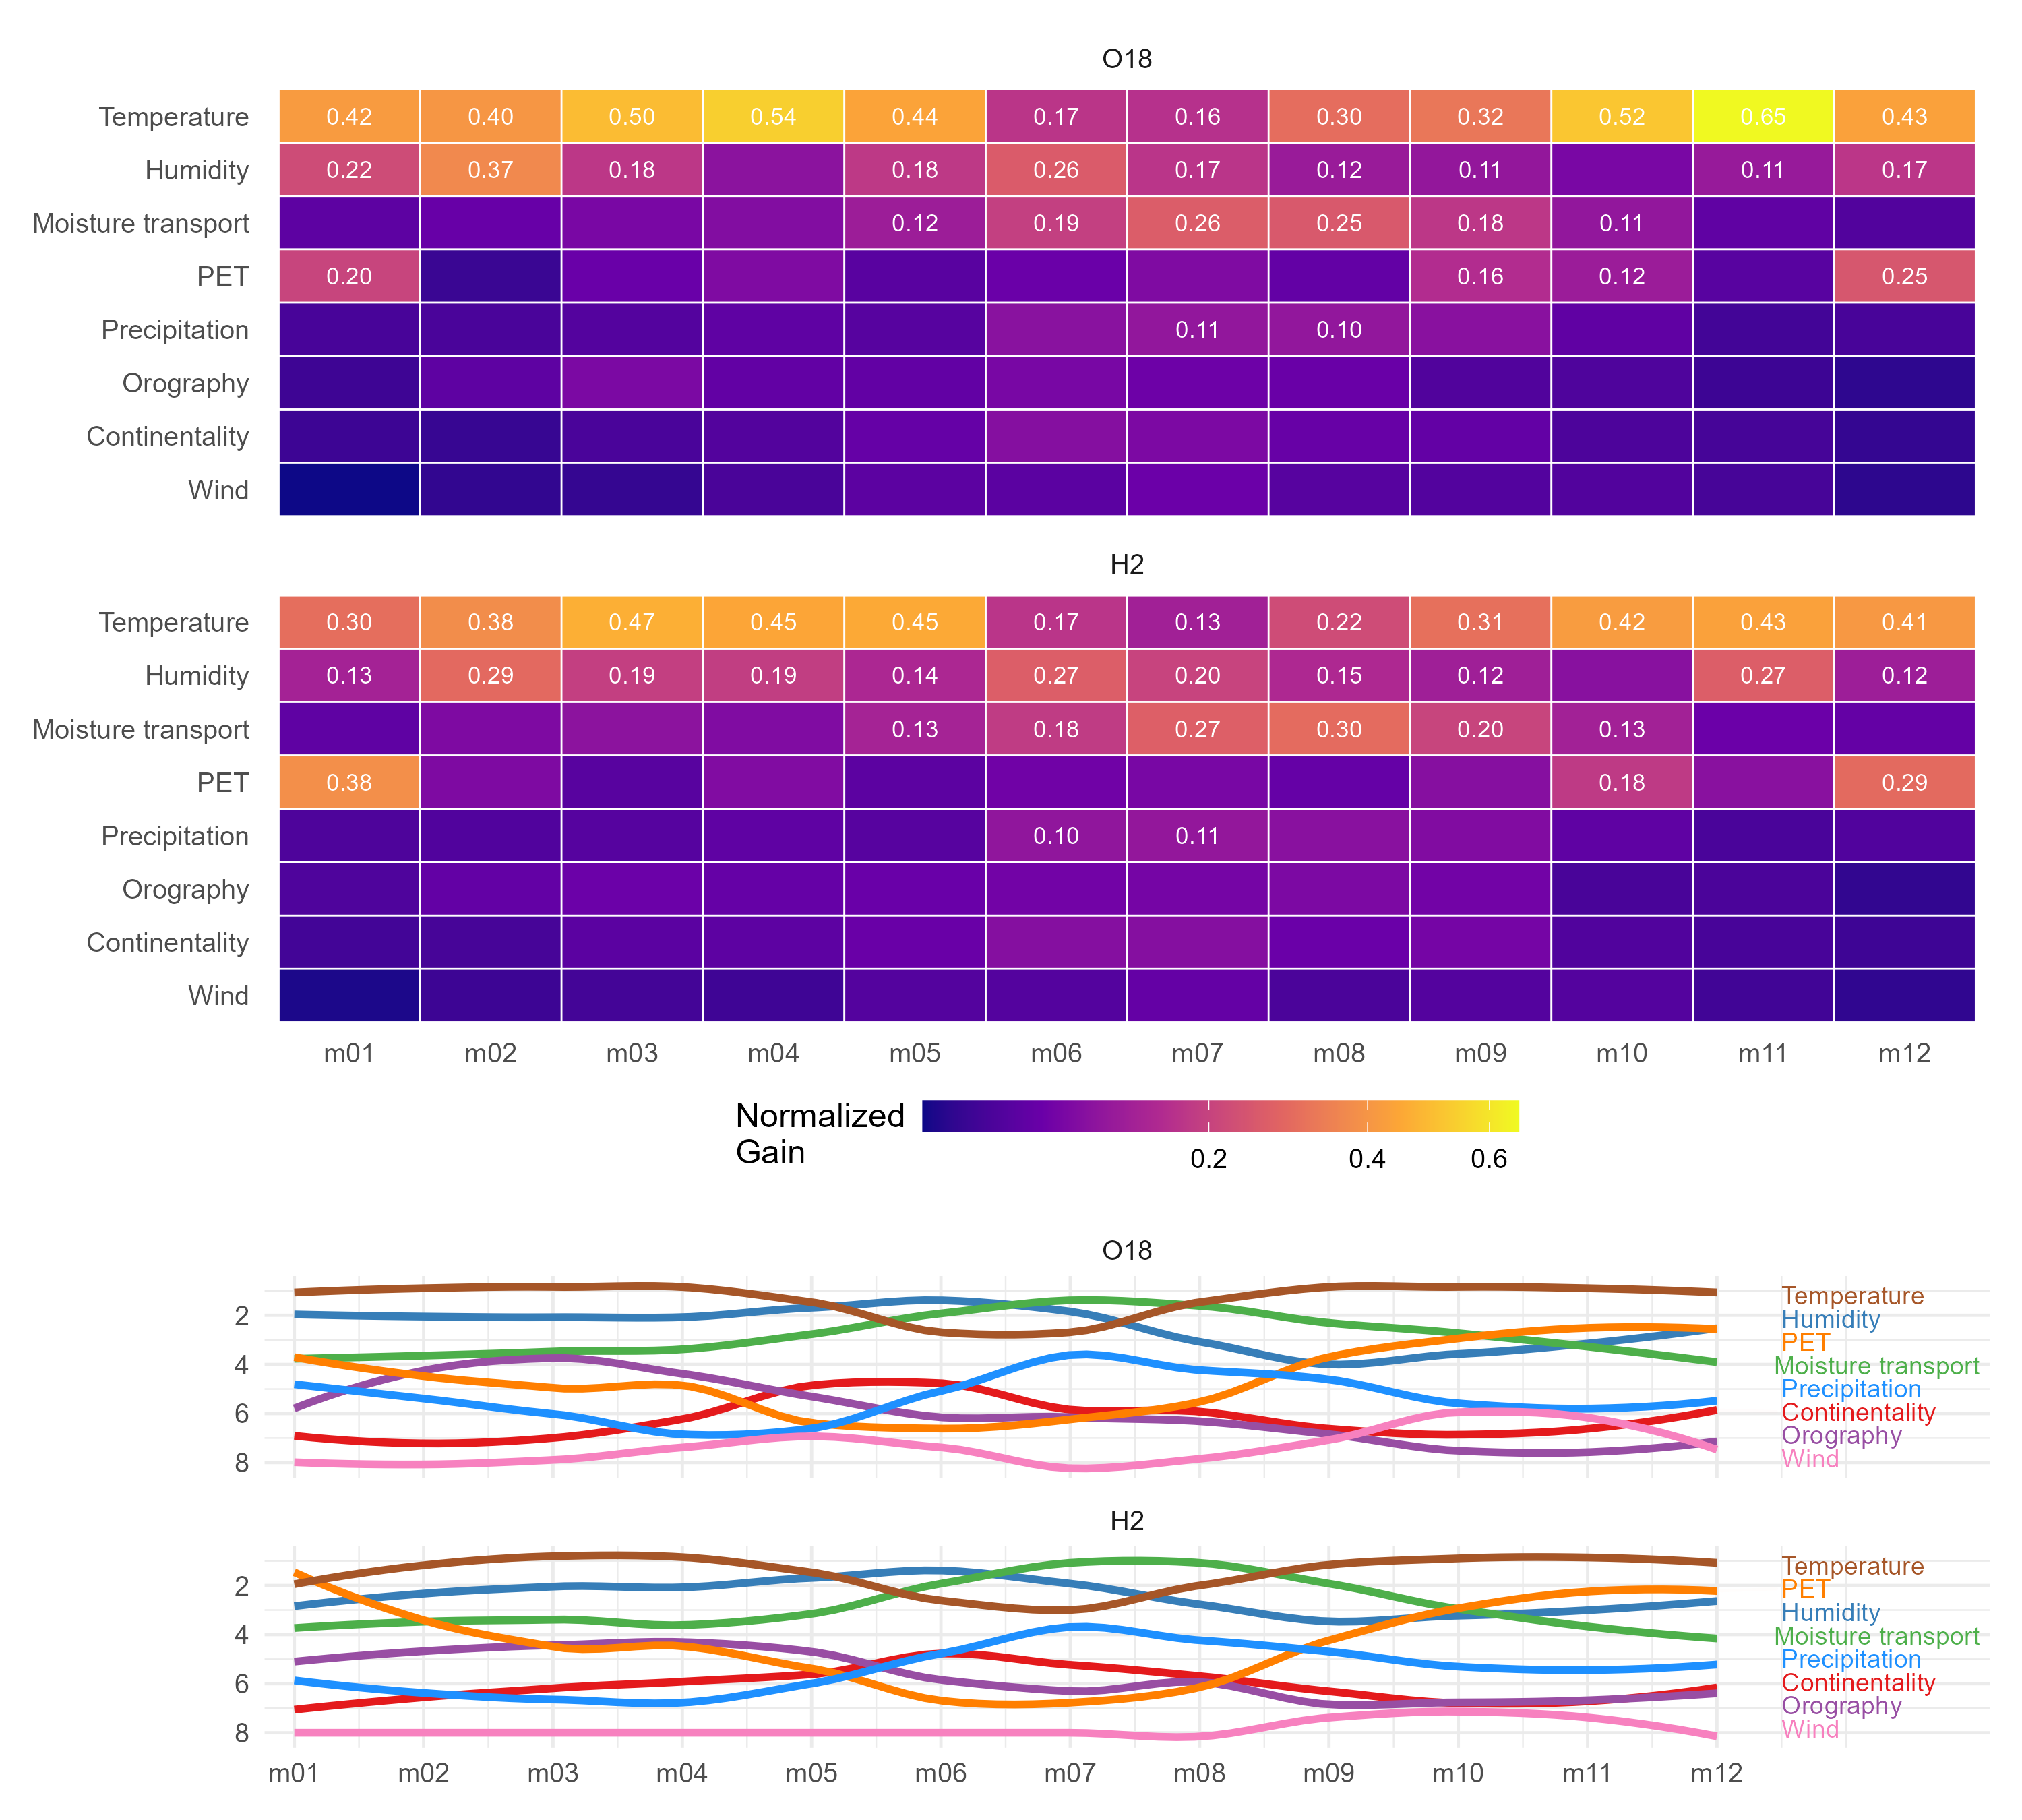 O18
Temperature 0.42 0.40 0.50 0.54 0.44 0.17 0.16 0.30 0.32 0.52 0.65 0.43
Humidity 0.22 0.37 0.18 0.18 0.26 0.17 0.12 0.11 0.11 0.17
Moisture transport 0.12 0.19 0.26 0.25 0.18 0.11
PET 0.20 0.16 0.12 0.25
Precipitation 0.11 0.10
Orography
Continentality
Wind
H2
Temperature 0.30 0.38 0.47 0.45 0.45 0.17 0.13 0.22 0.31 0.42 0.43 0.41
Humidity 0.13 0.29 0.19 0.19 0.14 0.27 0.20 0.15 0.12 0.27 0.12
Moisture transport 0.13 0.18 0.27 0.30 0.20 0.13
PET 0.38 0.18 0.29
Precipitation 0.10 0.11
Orography
Continentality
Wind
m01 m02 m03 m04 m05 m06 m07 m08 m09 m10 m11 m12
Normalized
Gain
0.2 0.4 0.6
O18
2
4
6
8
Temperature
Humidity
PET
Moisture transport
Precipitation
Continentality
Orography
Wind
H2
2
4
6
8
Temperature
PET
Humidity
Moisture transport
Precipitation
Continentality
Orography
Wind
m01 m02 m03 m04 m05 m06 m07 m08 m09 m10 m11 m12